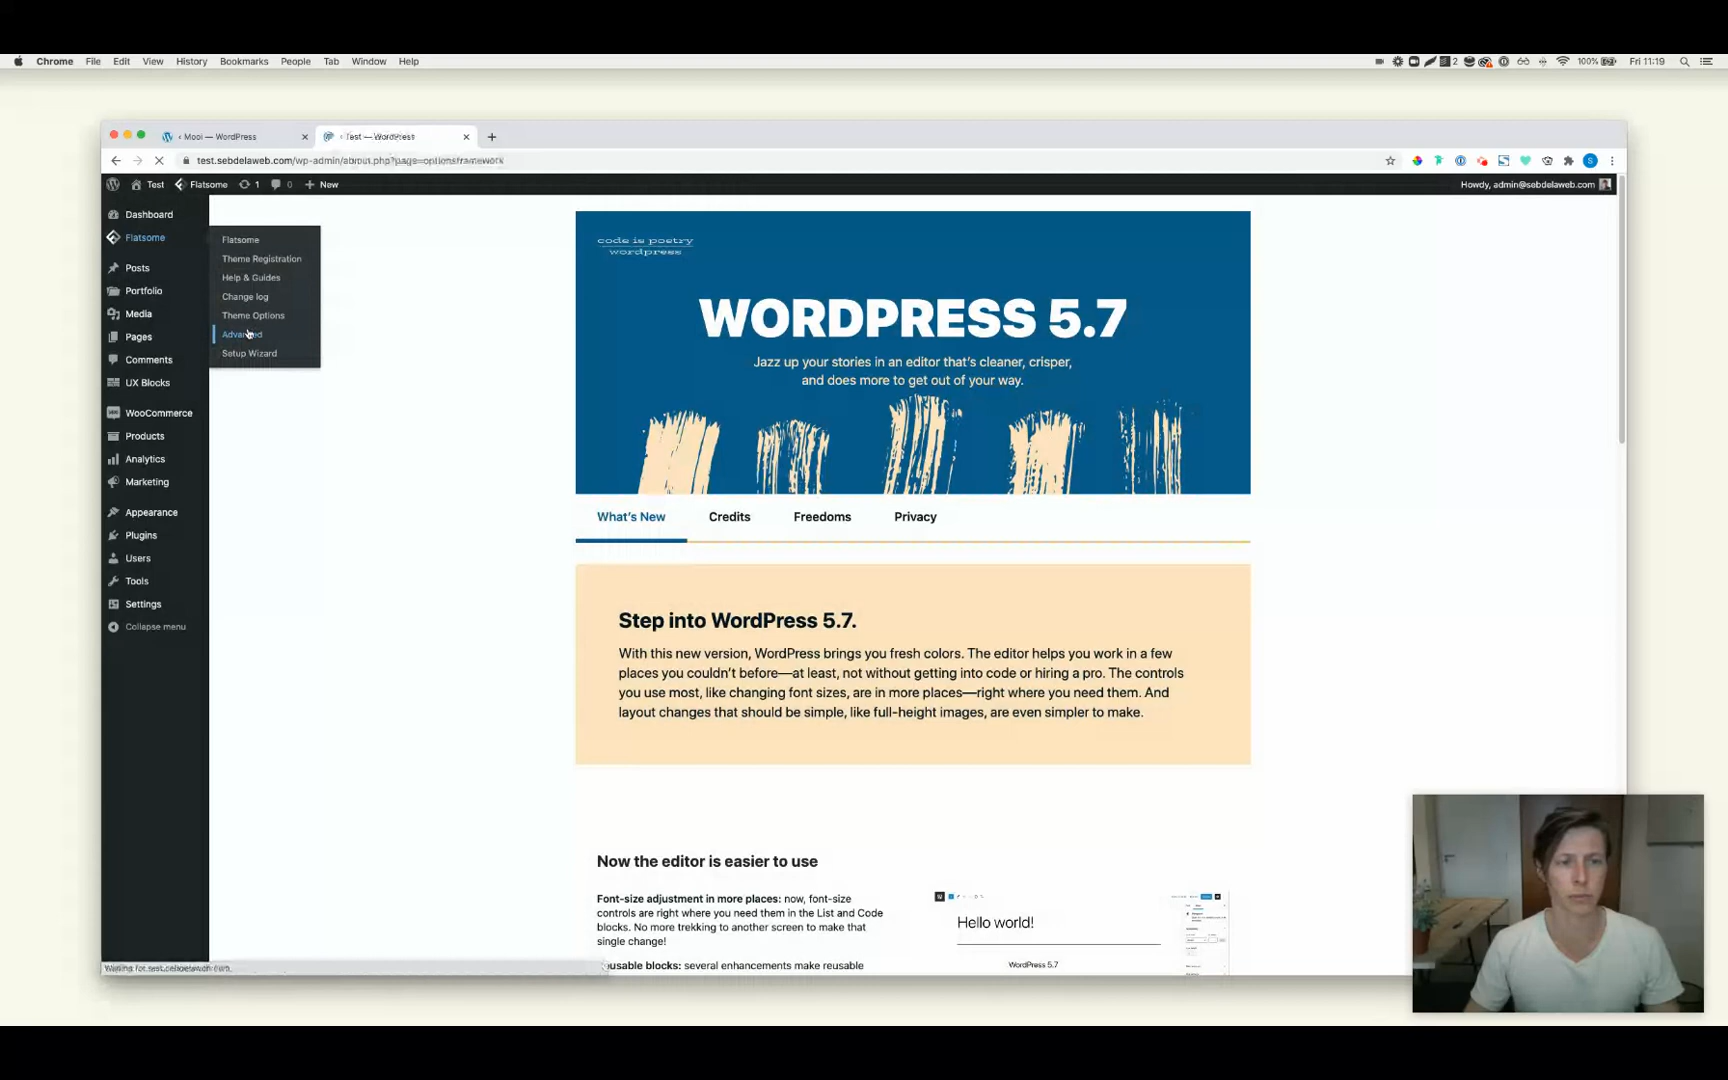 Chrome File Edit View History Bookmarks People Tab Window Help
2 100% Fri 11:19
‹ Mooi — WordPress
‹ Test — WordPress
test.sebdelaweb.com/wp-admin/about.php?page=optionsframework
Test Flatsome 1 0 New
Howdy, admin@sebdelaweb.com
Dashboard
Flatsome
Posts
Portfolio
Media
Pages
Comments
UX Blocks
WooCommerce
Products
Analytics
Marketing
Appearance
Plugins
Users
Tools
Settings
Collapse menu
Flatsome
Theme Registration
Help & Guides
Change log
Theme Options
Advanced
Setup Wizard
code is poetry
wordpress
WORDPRESS 5.7
Jazz up your stories in an editor that's cleaner, crisper,
and does more to get out of your way.
What's New Credits Freedoms Privacy
Step into WordPress 5.7.
With this new version, WordPress brings you fresh colors. The editor helps you work in a few
places you couldn't before—at least, not without getting into code or hiring a pro. The controls
you use most, like changing font sizes, are in more places—right where you need them. And
layout changes that should be simple, like full-height images, are even simpler to make.
Now the editor is easier to use
Font-size adjustment in more places: now, font-size
controls are right where you need them in the List and Code
blocks. No more trekking to another screen to make that
single change!
usable blocks: several enhancements make reusable
Hello world!
WordPress 5.7